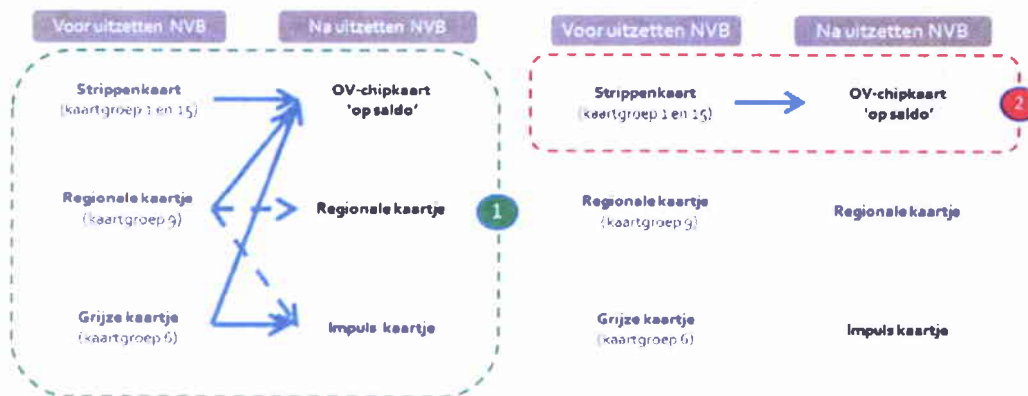 Voor uitzetten NVB
Na uitzetten NVB
Strippenkaart
(kaartgroep 1 en 15)
OV-chipkaart
'op saldo'
Regionale kaartje
(kaartgroep 9)
Regionale kaartje
Grijze kaartje
(kaartgroep 6)
Impuls kaartje
1
Voor uitzetten NVB
Na uitzetten NVB
Strippenkaart
(kaartgroep 1 en 15)
OV-chipkaart
'op saldo'
2
Regionale kaartje
(kaartgroep 9)
Regionale kaartje
Grijze kaartje
(kaartgroep 6)
Impuls kaartje